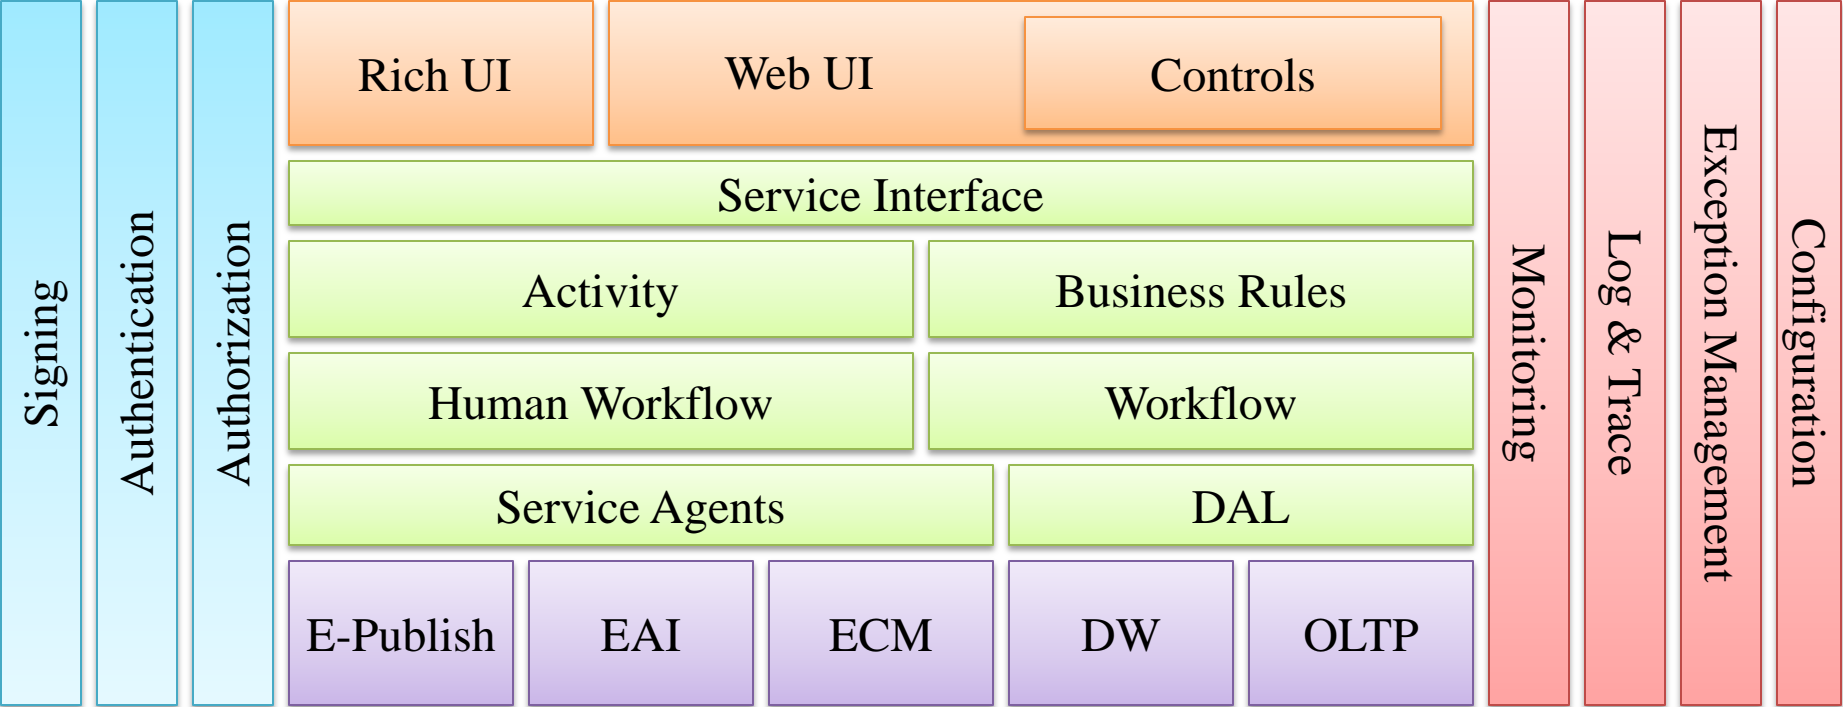 Signing
Authentication
Authorization
Rich UI
Web UI
Controls
Service Interface
Activity
Business Rules
Human Workflow
Workflow
Service Agents
DAL
E-Publish
EAI
ECM
DW
OLTP
Monitoring
Log & Trace
Exception Management
Configuration